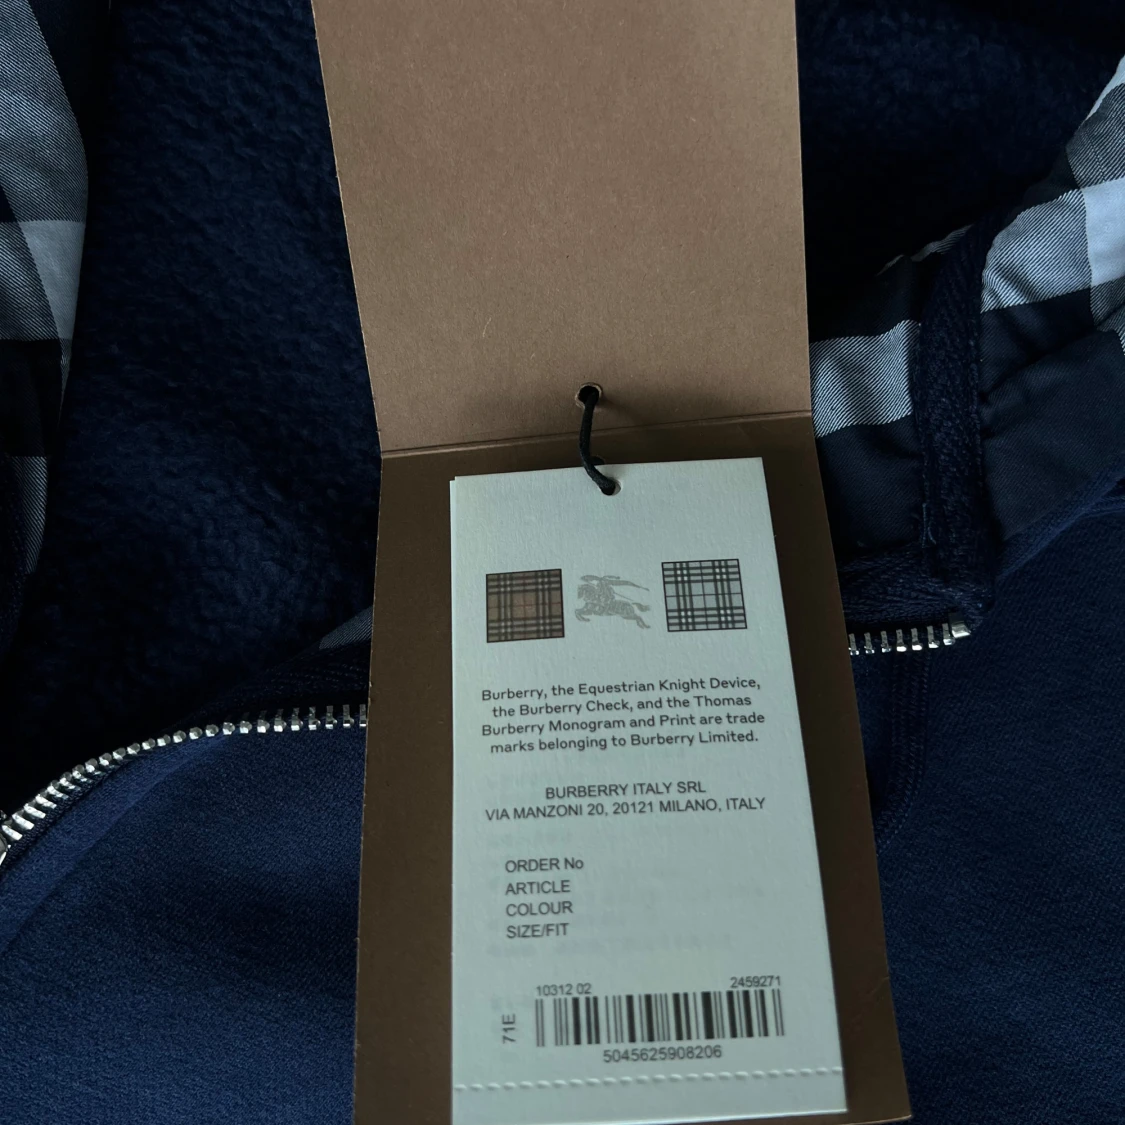 Burberry, the Equestrian Knight Device,
the Burberry Check, and the Thomas
Burberry Monogram and Print are trade
marks belonging to Burberry Limited.
BURBERRY ITALY SRL
VIA MANZONI 20, 20121 MILANO, ITALY
ORDER No
ARTICLE
COLOUR
SIZE/FIT
10312 02 2459271
71E
5045625908206